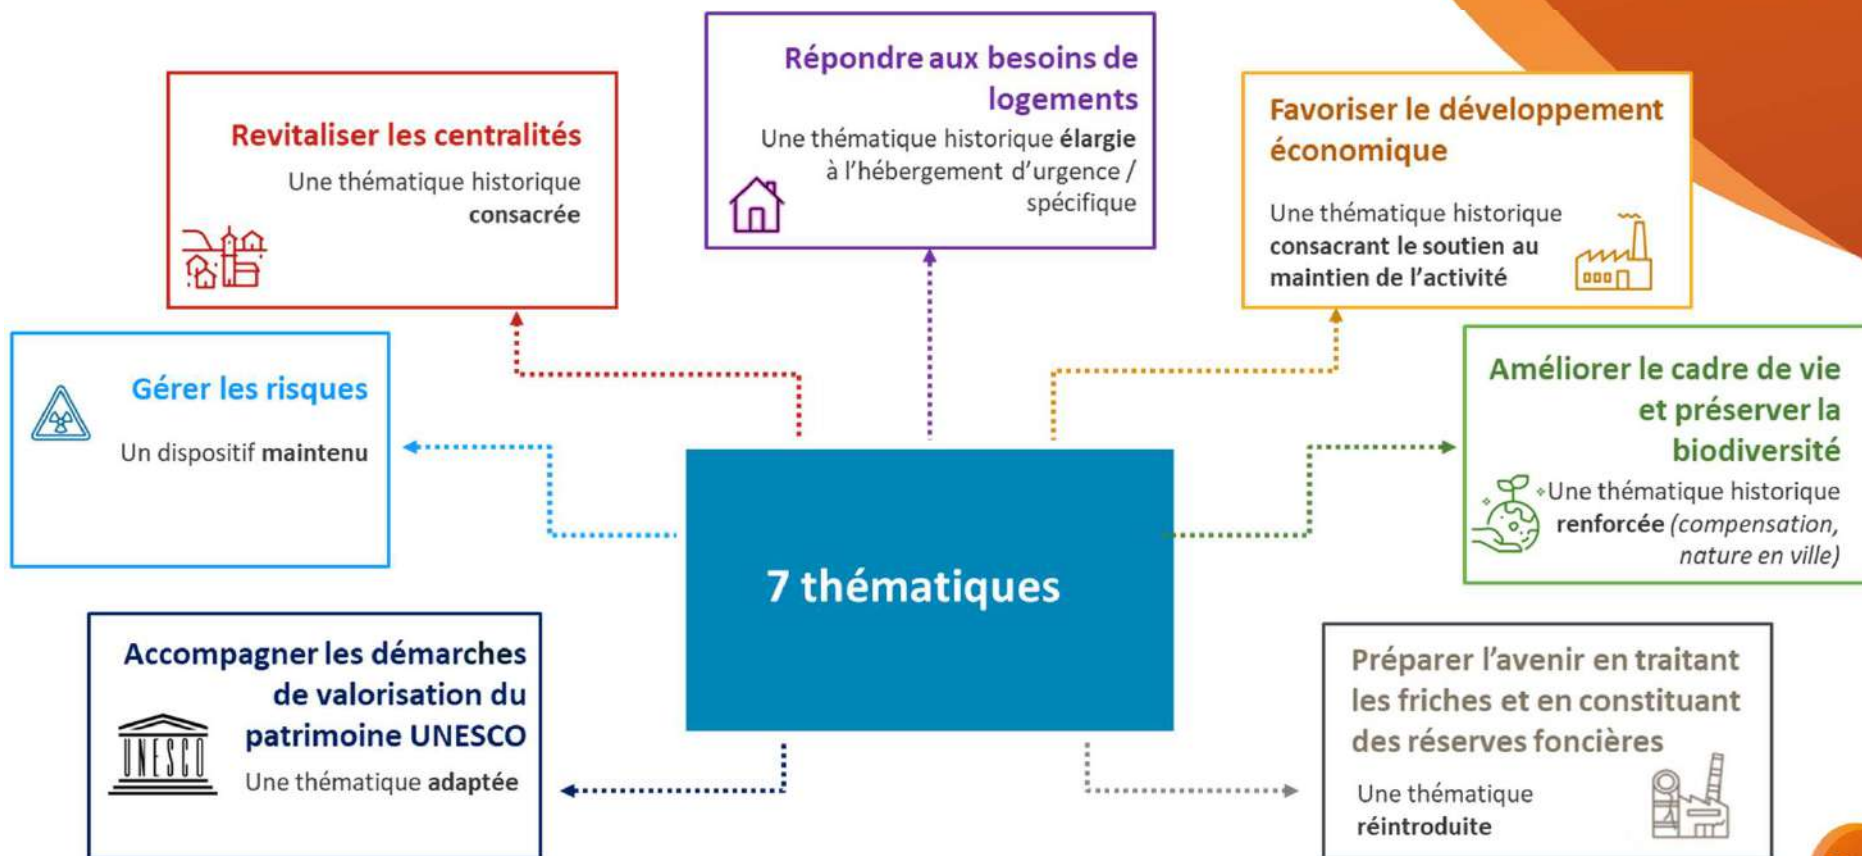 Répondre aux besoins de
logements
Une thématique historique élargie
à l'hébergement d'urgence /
spécifique
Revitaliser les centralités
Une thématique historique
consacrée
Favoriser le développement
économique
Une thématique historique
consacrant le soutien au
maintien de l'activité
Gérer les risques
Un dispositif maintenu
Améliorer le cadre de vie
et préserver la
biodiversité
Une thématique historique
renforcée (compensation,
nature en ville)
7 thématiques
Accompagner les démarches
de valorisation du
patrimoine UNESCO
UNESCO
Une thématique adaptée
Préparer l'avenir en traitant
les friches et en constituant
des réserves foncières
Une thématique
réintroduite